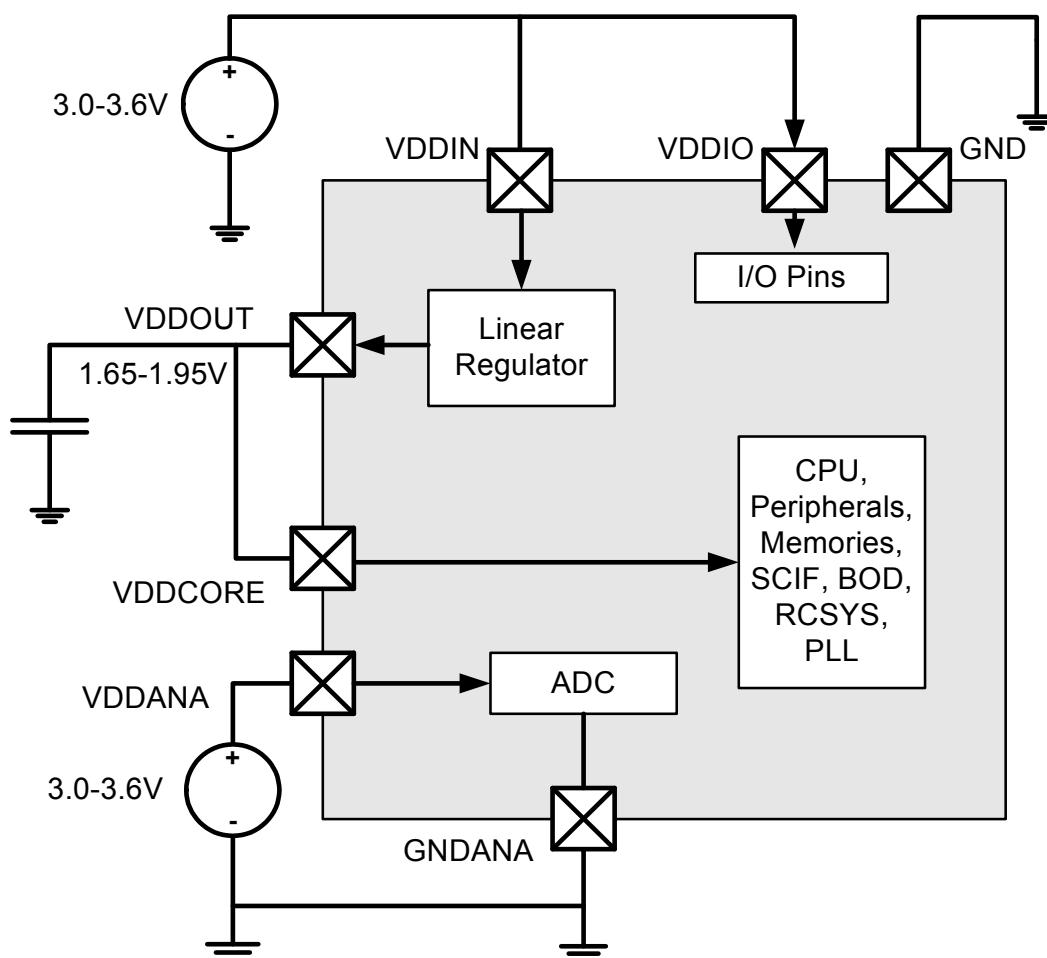 +
3.0-3.6V
-
VDDIN
VDDIO
GND
I/O Pins
VDDOUT
Linear
Regulator
1.65-1.95V
CPU,
Peripherals,
Memories,
SCIF, BOD,
RCSYS,
PLL
VDDCORE
VDDANA
ADC
+
3.0-3.6V
-
GNDANA